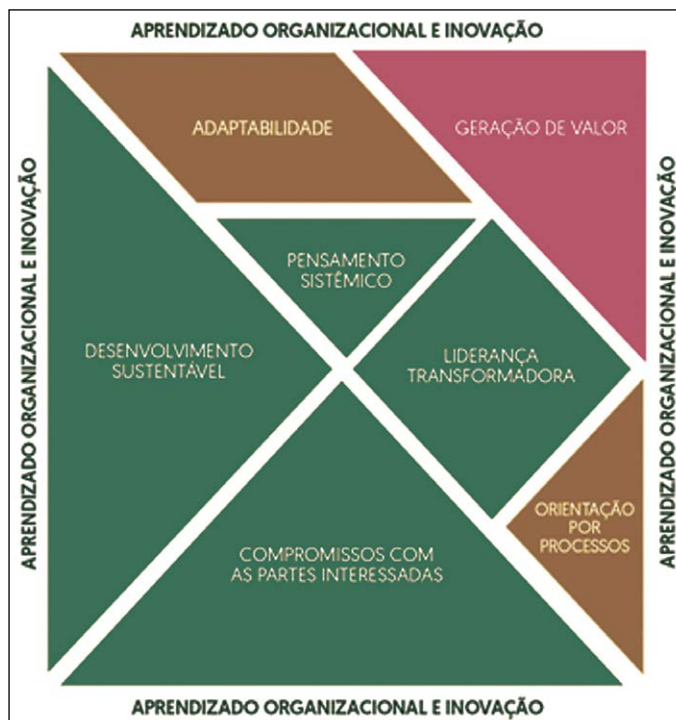 APRENDIZADO ORGANIZACIONAL E INOVAÇÃO
ADAPTABILIDADE
GERAÇÃO DE VALOR
APRENDIZADO ORGANIZACIONAL E INOVAÇÃO
APRENDIZADO ORGANIZACIONAL E INOVAÇÃO
PENSAMENTO
SISTÊMICO
DESENVOLVIMENTO
SUSTENTÁVEL
LIDERANÇA
TRANSFORMADORA
ORIENTAÇÃO
POR
PROCESSOS
COMPROMISSOS COM
AS PARTES INTERESSADAS
APRENDIZADO ORGANIZACIONAL E INOVAÇÃO